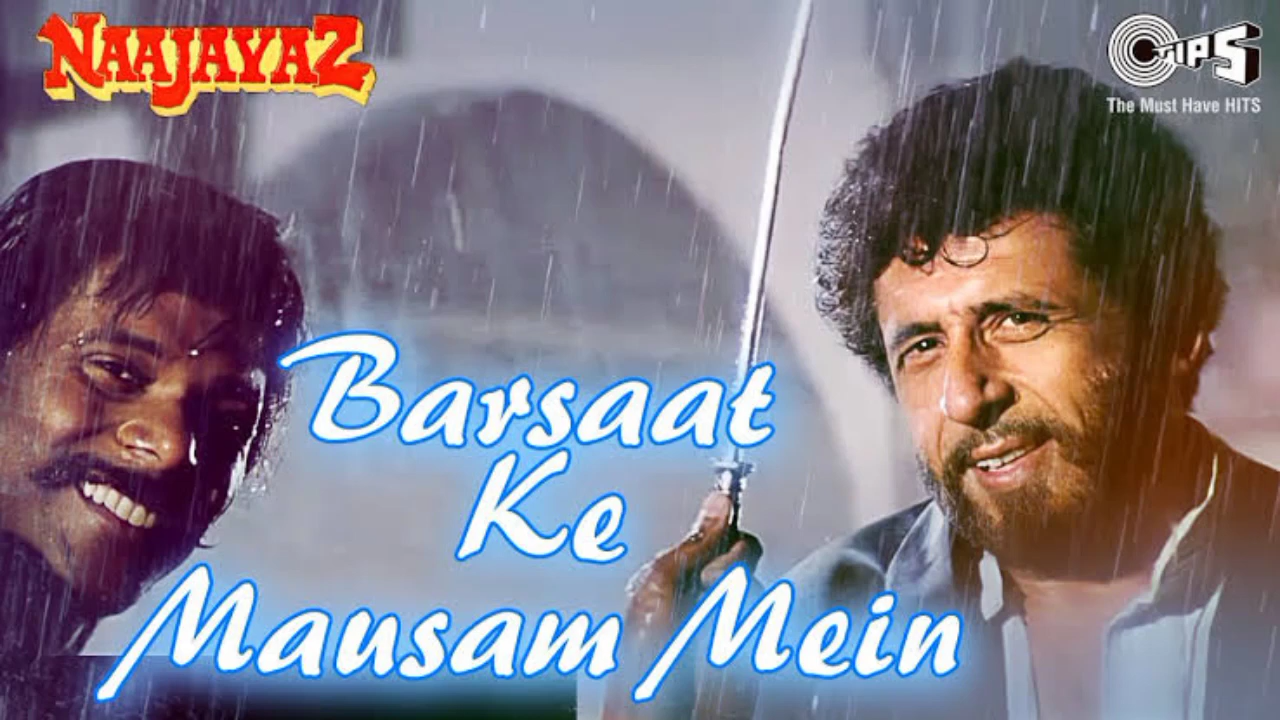 NAAJAYAZ
TIPS
The Must Have HITS
Barsaat
Ke
Mausam Mein